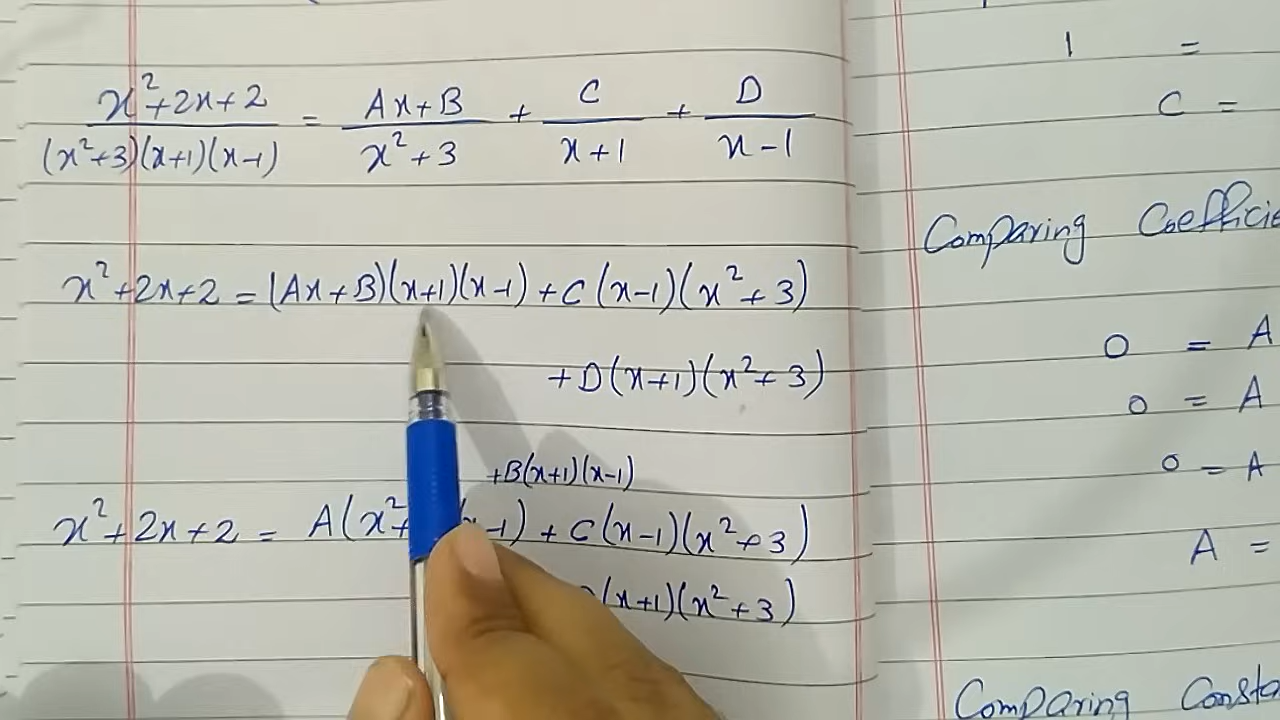 x²+2x+2 / (x²+3)(x+1)(x-1) = Ax+B / x²+3 + C / x+1 + D / x-1
x²+2x+2 = (Ax+B)(x+1)(x-1) + C(x-1)(x²+3)
+D(x+1)(x²+3)
+B(x+1)(x-1)
x²+2x+2 = A(x²+ -1) + C(x-1)(x²+3)
(x+1)(x²+3)
1 =
C =
Comparing
0 = A
0 = A
0 = A
A =
Comparing